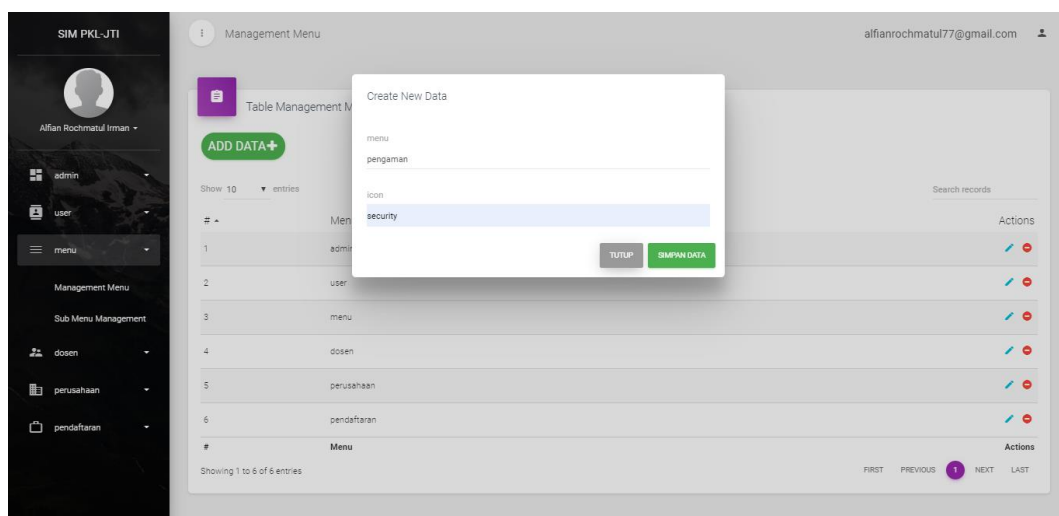 SIM PKL-JTI
Alfian Rochmatul Irman
admin
user
menu
Management Menu
Sub Menu Management
dosen
perusahaan
pendaftaran
Management Menu
alfianrochmatul77@gmail.com
Table Management M
ADD DATA+
Show 10 entries
Search records
# Men Actions
1 admin
2 user
3 menu
4 dosen
5 perusahaan
6 pendaftaran
# Menu Actions
Showing 1 to 6 of 6 entries
FIRST PREVIOUS 1 NEXT LAST
Create New Data
menu
pengaman
icon
security
TUTUP SIMPAN DATA